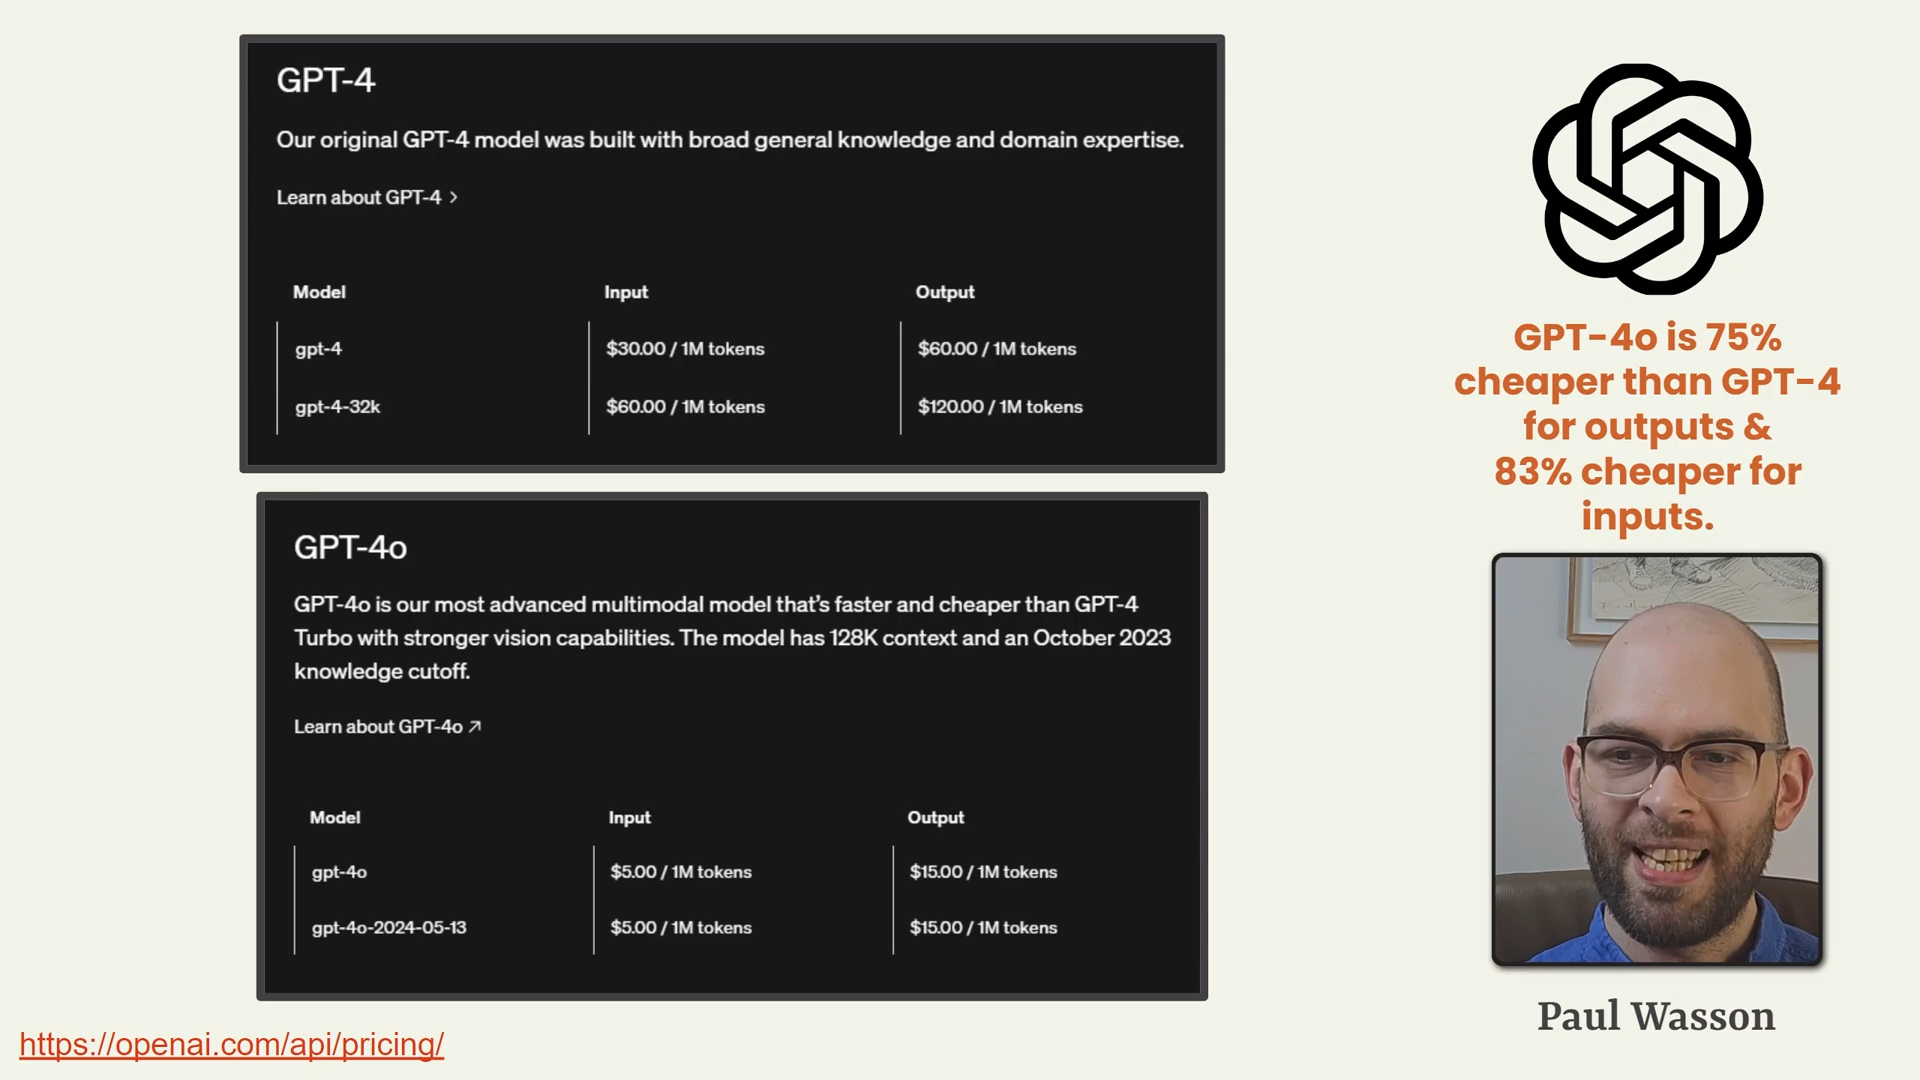 GPT-4
Our original GPT-4 model was built with broad general knowledge and domain expertise.
Learn about GPT-4 >
Model Input Output
gpt-4 $30.00 / 1M tokens $60.00 / 1M tokens
gpt-4-32k $60.00 / 1M tokens $120.00 / 1M tokens
GPT-4o
GPT-4o is our most advanced multimodal model that’s faster and cheaper than GPT-4
Turbo with stronger vision capabilities. The model has 128K context and an October 2023
knowledge cutoff.
Learn about GPT-4o ↗
Model Input Output
gpt-4o $5.00 / 1M tokens $15.00 / 1M tokens
gpt-4o-2024-05-13 $5.00 / 1M tokens $15.00 / 1M tokens
https://openai.com/api/pricing/
GPT-4o is 75%
cheaper than GPT-4
for outputs &
83% cheaper for
inputs.
Paul Wasson